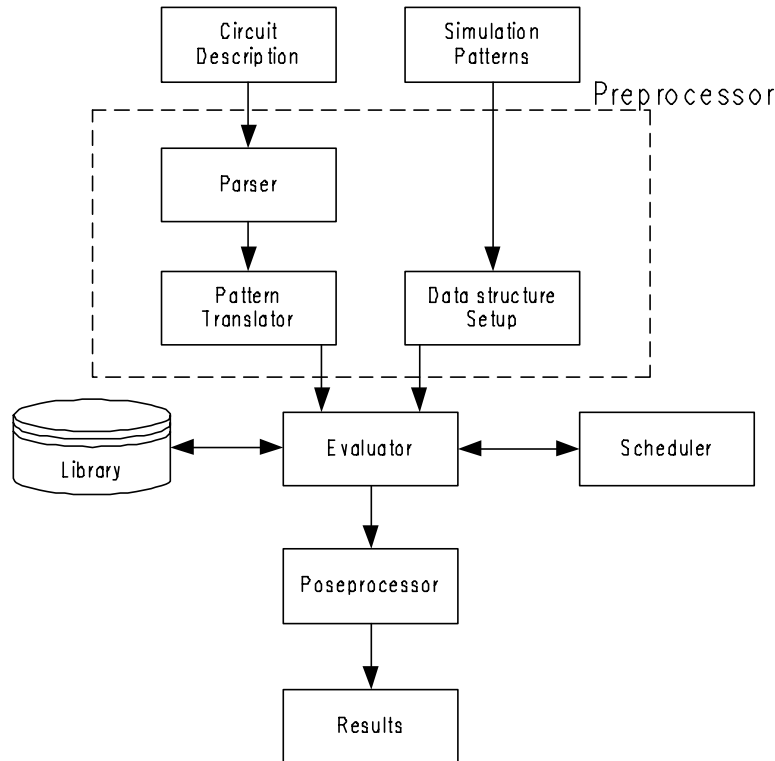 Circuit
Description
Simulation
Patterns
Preprocessor
Parser
Pattern
Translator
Data structure
Setup
Library
Evaluator
Scheduler
Poseprocessor
Results